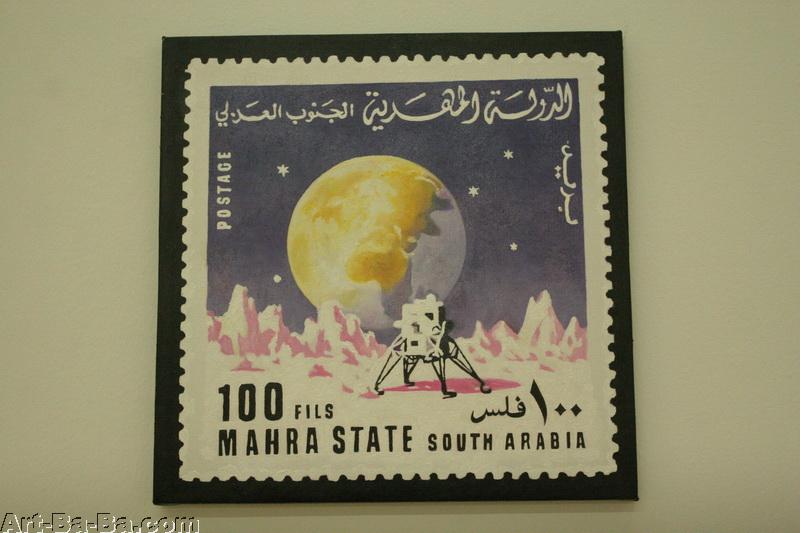 الدولة المهرية الجنوب العربي
POSTAGE
بريد
100 FILS
١٠٠ فلس
MAHRA STATE SOUTH ARABIA
Art-Ba-Ba.com